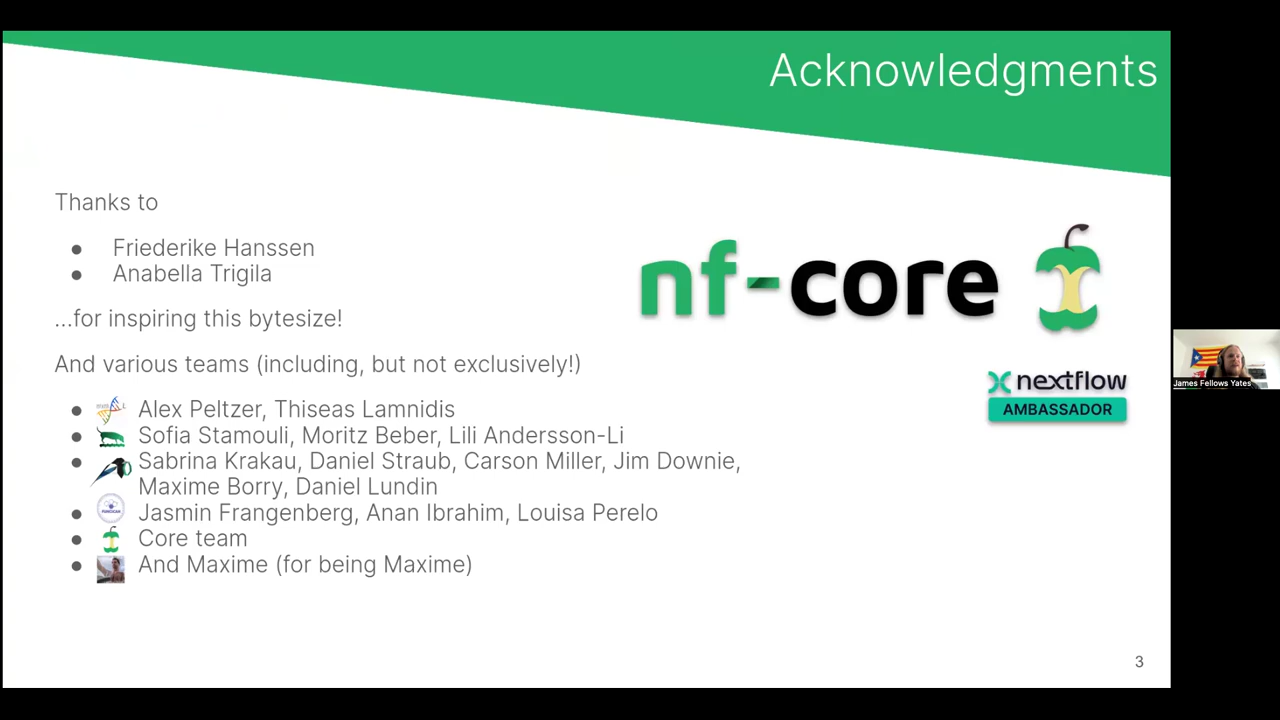 Acknowledgments
Thanks to
● Friederike Hanssen
● Anabella Trigila
...for inspiring this bytesize!
And various teams (including, but not exclusively!)
● Alex Peltzer, Thiseas Lamnidis
● Sofia Stamouli, Moritz Beber, Lili Andersson-Li
● Sabrina Krakau, Daniel Straub, Carson Miller, Jim Downie,
Maxime Borry, Daniel Lundin
● Jasmin Frangenberg, Anan Ibrahim, Louisa Perelo
● Core team
● And Maxime (for being Maxime)
nf-core
nextflow
AMBASSADOR
James Fellows Yates
3